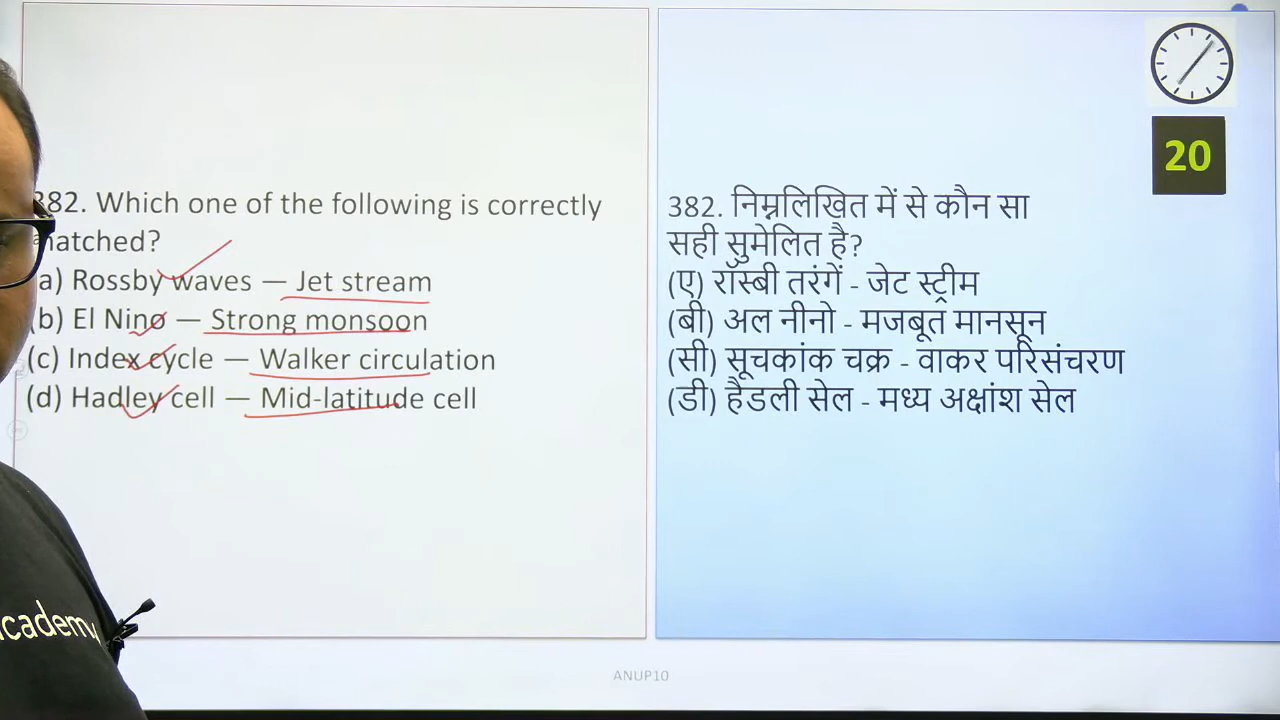 382. Which one of the following is correctly
matched?
(a) Rossby waves — Jet stream
(b) El Nino — Strong monsoon
(c) Index cycle — Walker circulation
(d) Hadley cell — Mid-latitude cell
20
382. निम्नलिखित में से कौन सा
सही सुमेलित है?
(ए) रॉस्बी तरंगें - जेट स्ट्रीम
(बी) अल नीनो - मजबूत मानसून
(सी) सूचकांक चक्र - वाकर परिसंचरण
(डी) हैडली सेल - मध्य अक्षांश सेल
academy
ANUP10